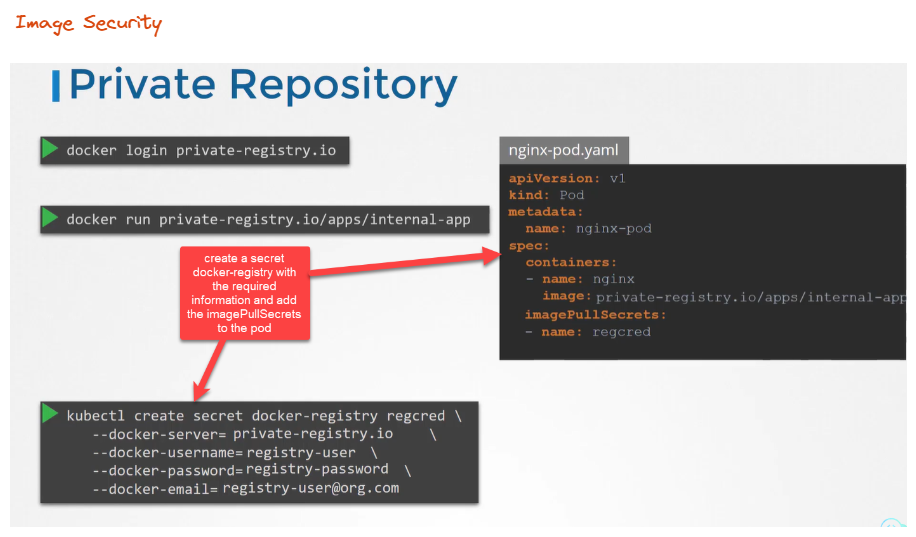 Image Security
Private Repository
docker login private-registry.io
docker run private-registry.io/apps/internal-app
create a secret
docker-registry with
the required
information and add
the imagePullSecrets
to the pod
kubectl create secret docker-registry regcred \
--docker-server= private-registry.io \
--docker-username= registry-user \
--docker-password= registry-password \
--docker-email= registry-user@org.com
nginx-pod.yaml
apiVersion: v1
kind: Pod
metadata:
name: nginx-pod
spec:
containers:
- name: nginx
image: private-registry.io/apps/internal-app
imagePullSecrets:
- name: regcred